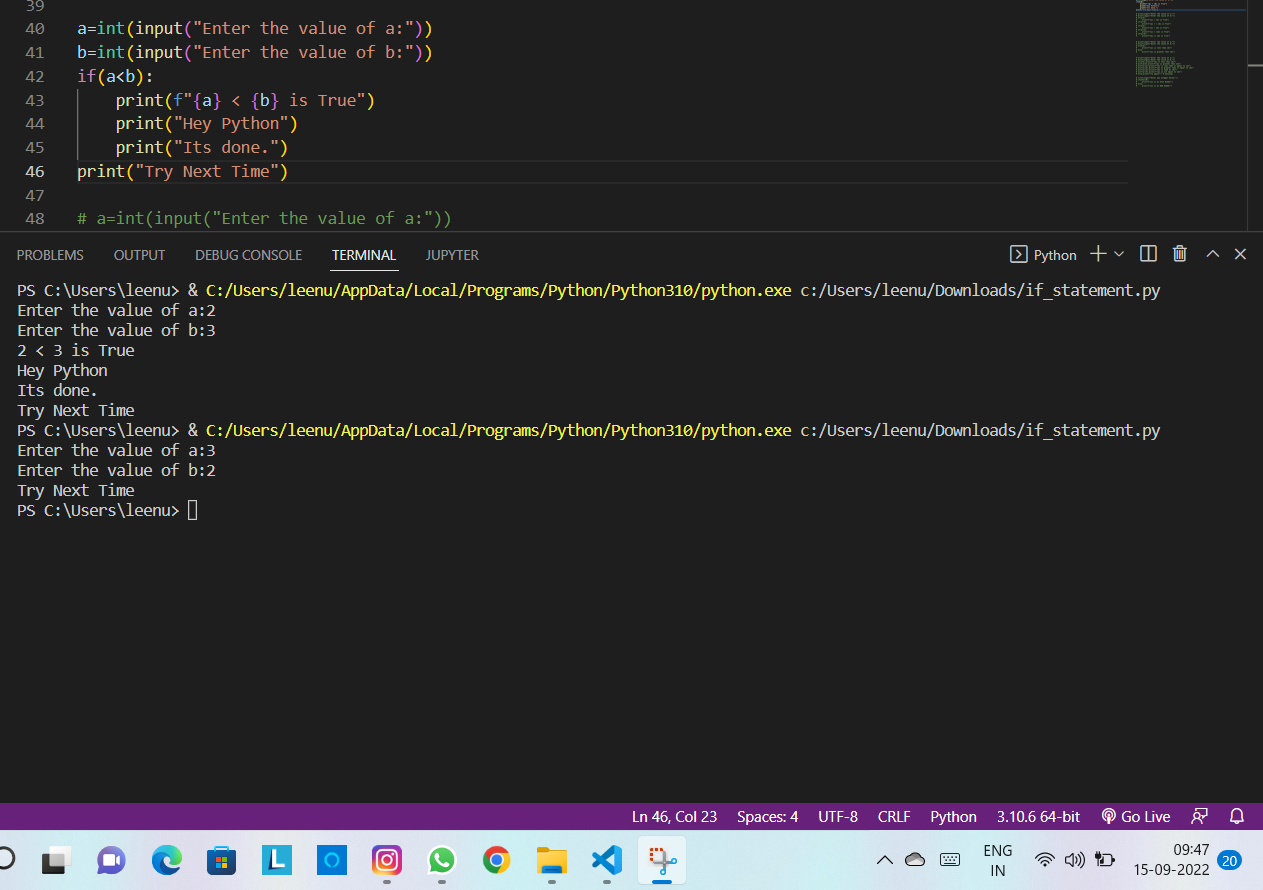 39
40 a=int(input("Enter the value of a:"))
41 b=int(input("Enter the value of b:"))
42 if(a<b):
43     print(f"{a} < {b} is True")
44     print("Hey Python")
45     print("Its done.")
46 print("Try Next Time")
47
48 # a=int(input("Enter the value of a:"))
PROBLEMS OUTPUT DEBUG CONSOLE TERMINAL JUPYTER Python
PS C:\Users\leenu> & C:/Users/leenu/AppData/Local/Programs/Python/Python310/python.exe c:/Users/leenu/Downloads/if_statement.py
Enter the value of a:2
Enter the value of b:3
2 < 3 is True
Hey Python
Its done.
Try Next Time
PS C:\Users\leenu> & C:/Users/leenu/AppData/Local/Programs/Python/Python310/python.exe c:/Users/leenu/Downloads/if_statement.py
Enter the value of a:3
Enter the value of b:2
Try Next Time
PS C:\Users\leenu>
Ln 46, Col 23 Spaces: 4 UTF-8 CRLF Python 3.10.6 64-bit Go Live
L
ENG
IN
09:47
15-09-2022
20